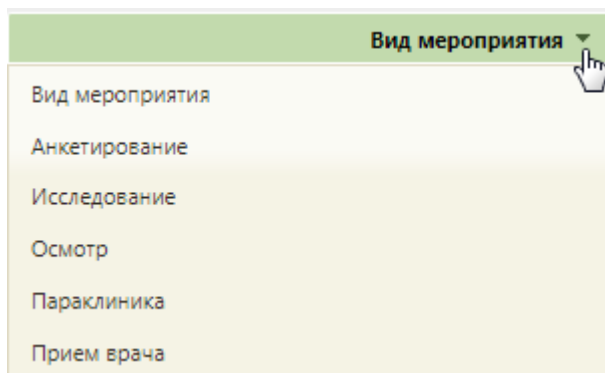 Вид мероприятия
Вид мероприятия
Анкетирование
Исследование
Осмотр
Параклиника
Прием врача